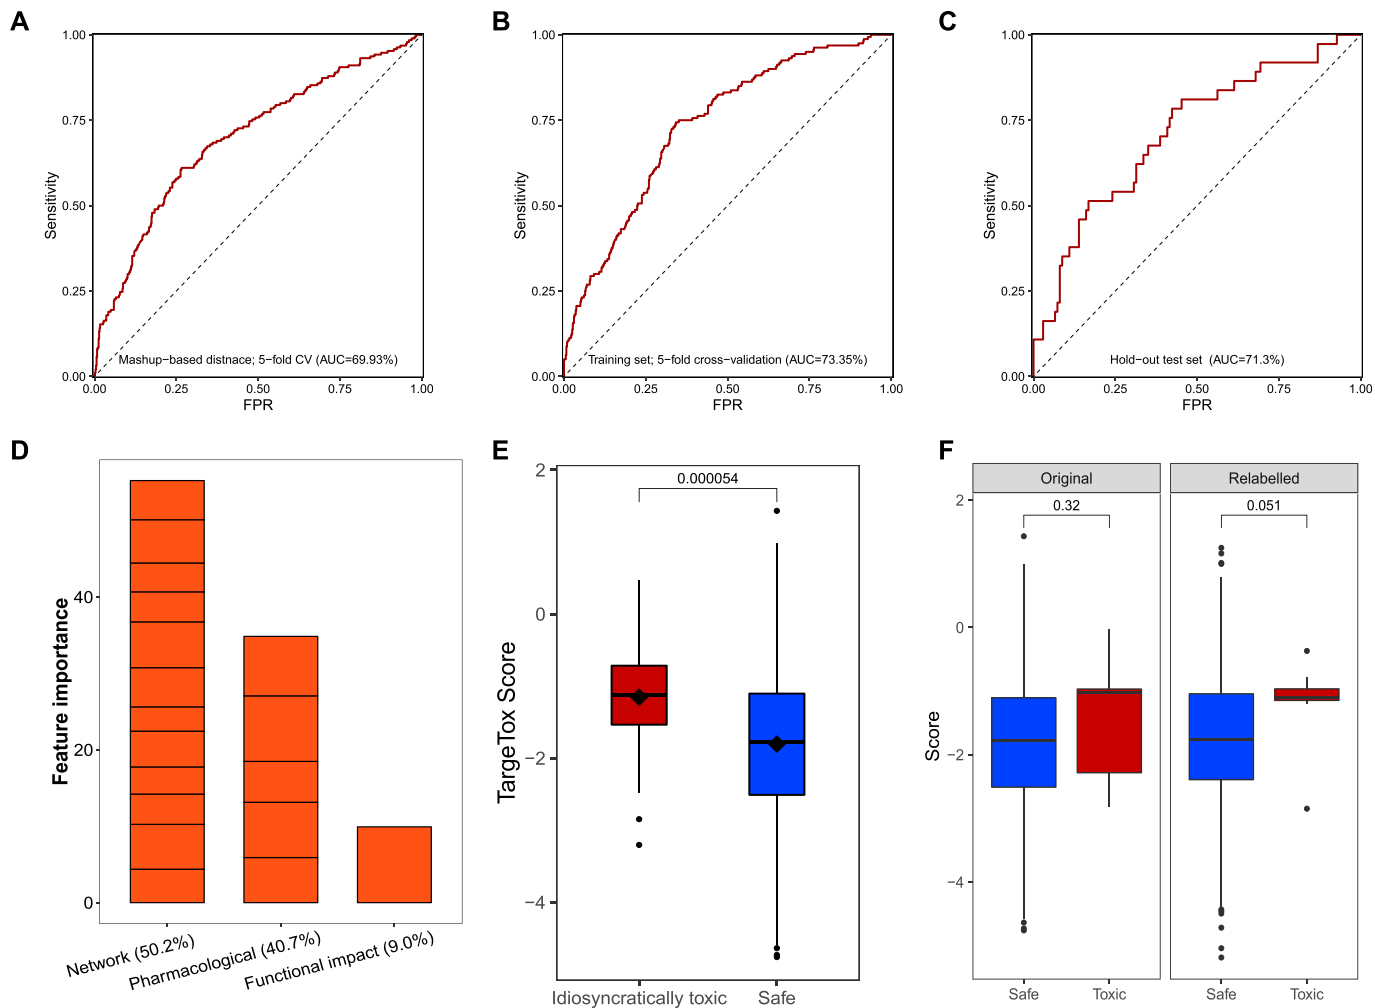 A
1.00
0.75
0.50
0.25
0.00
Sensitivity
Mashup-based distnace; 5-fold CV (AUC=69.93%)
0.00 0.25 0.50 0.75 1.00
FPR
B
1.00
0.75
0.50
0.25
0.00
Sensitivity
Training set; 5-fold cross-validation (AUC=73.35%)
0.00 0.25 0.50 0.75 1.00
FPR
C
1.00
0.75
0.50
0.25
0.00
Sensitivity
Hold-out test set (AUC=71.3%)
0.00 0.25 0.50 0.75 1.00
FPR
D
40
20
0
Feature importance
Network (50.2%)
Pharmacological (40.7%)
Functional impact (9.0%)
E
2
0
−2
−4
TargeTox Score
0.000054
Idiosyncratically toxic Safe
F
Original Relabelled
2
0
−2
−4
Score
0.32 0.051
Safe Toxic Safe Toxic